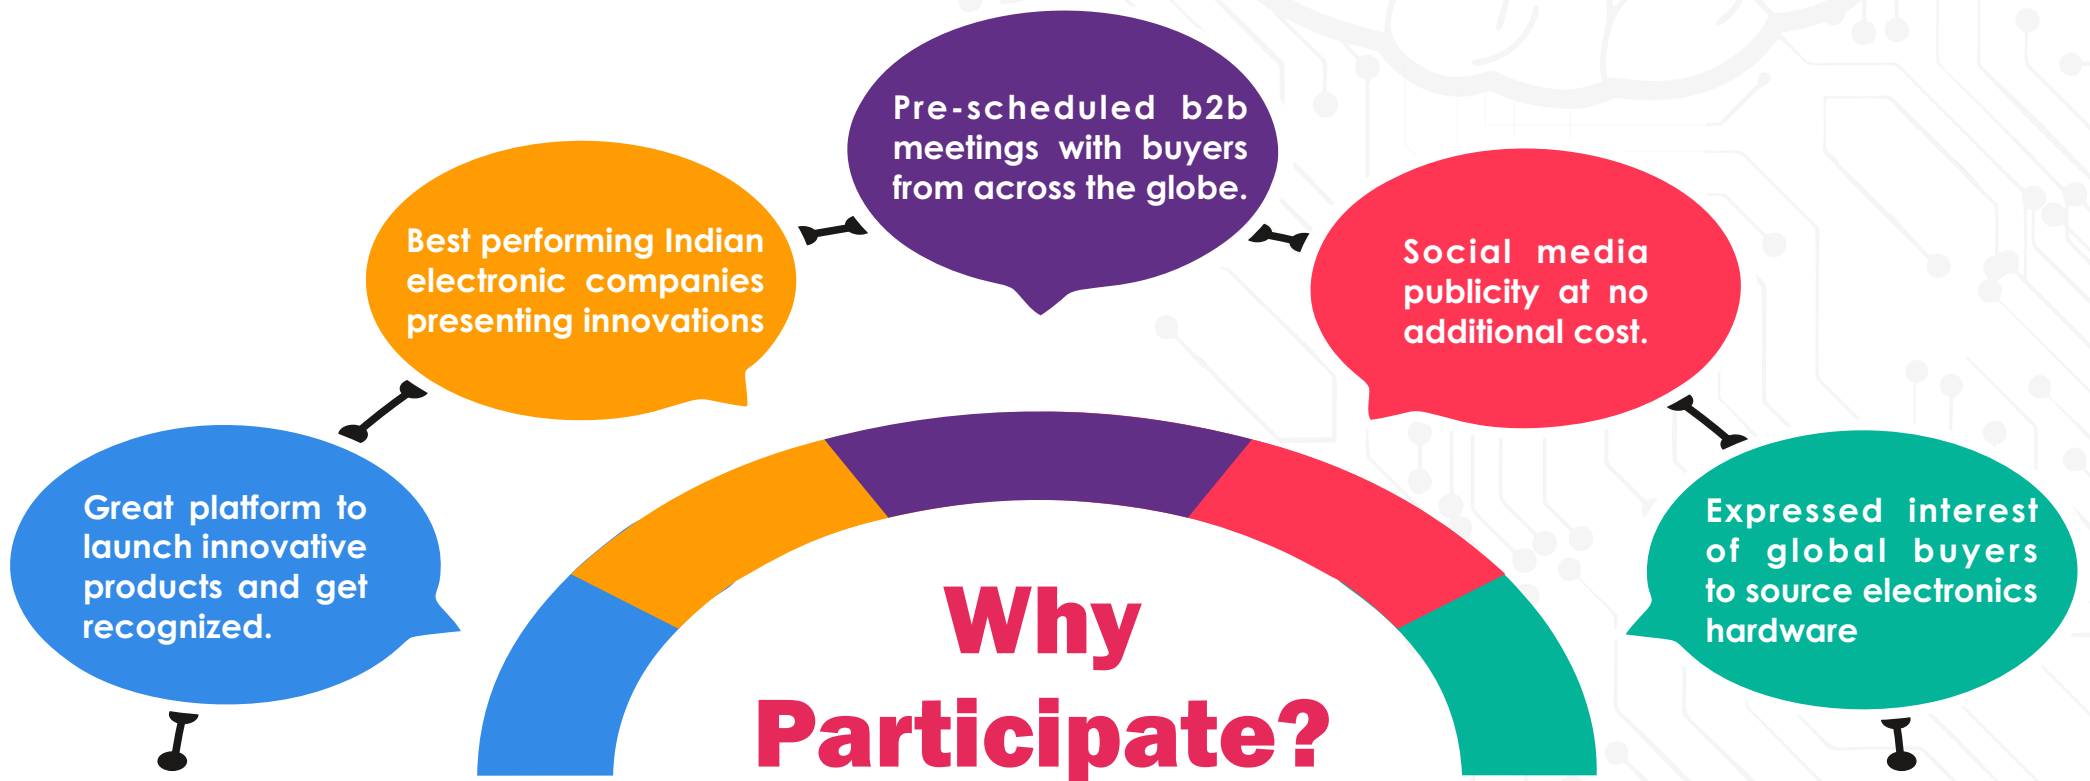 Great platform to
launch innovative
products and get
recognized.
Best performing Indian
electronic companies
presenting innovations
Pre-scheduled b2b
meetings with buyers
from across the globe.
Social media
publicity at no
additional cost.
Expressed interest
of global buyers
to source electronics
hardware
Why
Participate?